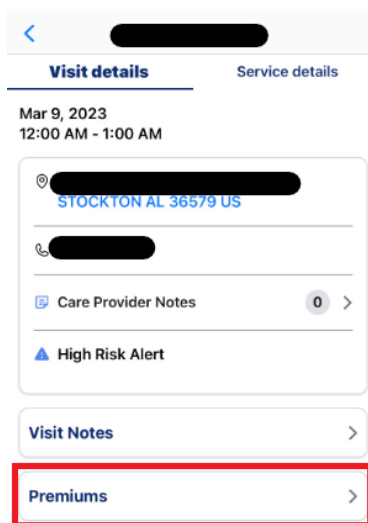 Visit details
Service details
Mar 9, 2023
12:00 AM - 1:00 AM
STOCKTON AL 36579 US
Care Provider Notes 0
High Risk Alert
Visit Notes
Premiums